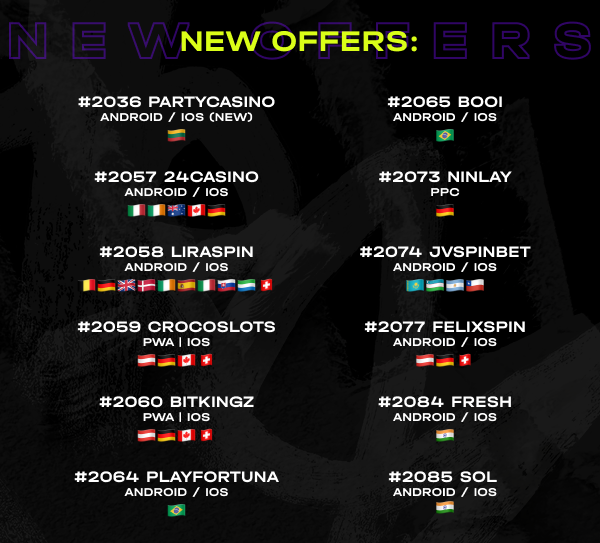 NEW OFFERS
NEW OFFERS:
#2036 PARTYCASINO
ANDROID / IOS (NEW)
#2057 24CASINO
ANDROID / IOS
#2058 LIRASPIN
ANDROID / IOS
#2059 CROCOSLOTS
PWA | IOS
#2060 BITKINGZ
PWA | IOS
#2064 PLAYFORTUNA
ANDROID / IOS
#2065 BOOI
ANDROID / IOS
#2073 NINLAY
PPC
#2074 JVSPINBET
ANDROID / IOS
#2077 FELIXSPIN
ANDROID / IOS
#2084 FRESH
ANDROID / IOS
#2085 SOL
ANDROID / IOS